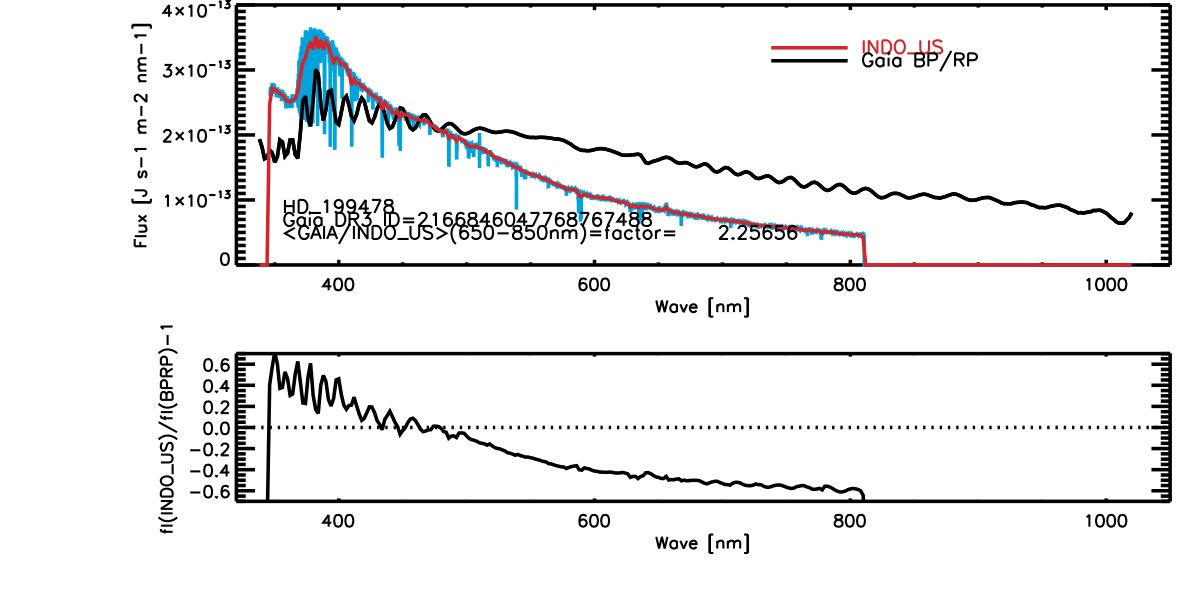 4×10−13
3×10−13
2×10−13
1×10−13
0
Flux [J s−1 m−2 nm−1]
INDO_US
Gaia BP/RP
HD_199478
Gaia DR3 ID=2166846047768767488
<GAIA/INDO_US>(650−850nm)=factor= 2.25656
400 600 800 1000
Wave [nm]
fl(INDO_US)/fl(BPRP)−1
0.6
0.4
0.2
0.0
−0.2
−0.4
−0.6
400 600 800 1000
Wave [nm]